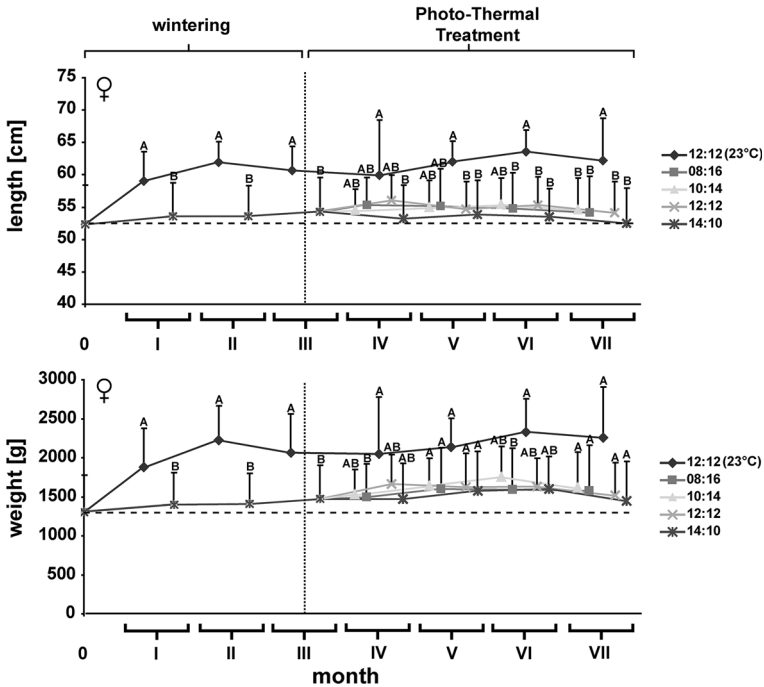 wintering
Photo-Thermal
Treatment
♀
length [cm]
75
70
65
60
55
50
45
40
A A A A A A A
B B B
AB AB AB B
AB AB B B
AB B B B
B B B B
12:12 (23°C)
08:16
10:14
12:12
14:10
0 I II III IV V VI VII
♀
weight [g]
3000
2500
2000
1500
1000
500
0
A A A A A A A
B B B
AB B AB AB
A A A A
AB B AB AB
A A A A
12:12 (23°C)
08:16
10:14
12:12
14:10
0 I II III IV V VI VII
month